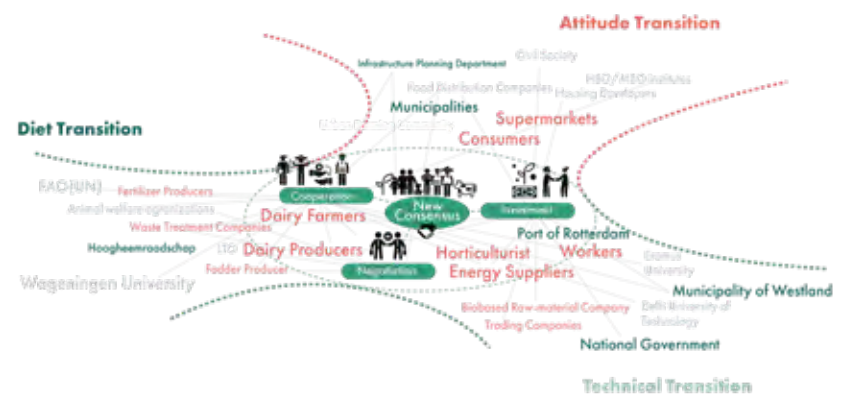 Attitude Transition
Civil Society
Infrastructure Planning Department
HBO/MBO institutes
Food Distribution Companies
Housing Developers
Municipalities
Supermarkets
Consumers
Diet Transition
FAO(UN)
Fertilizer Producers
Cooperation
New
Consensus
Investment
Dairy Farmers
Waste Treatment Companies
Port of Rotterdam
Hoogheemraadschap
LTO
Dairy Producers
Horticulturist
Workers
Erasmus
University
Fodder Producer
Negotiation
Energy Suppliers
Wageningen University
Municipality of Westland
Biobased Raw-material Company
Delft University of
Technology
Trading Companies
National Government
Technical Transition